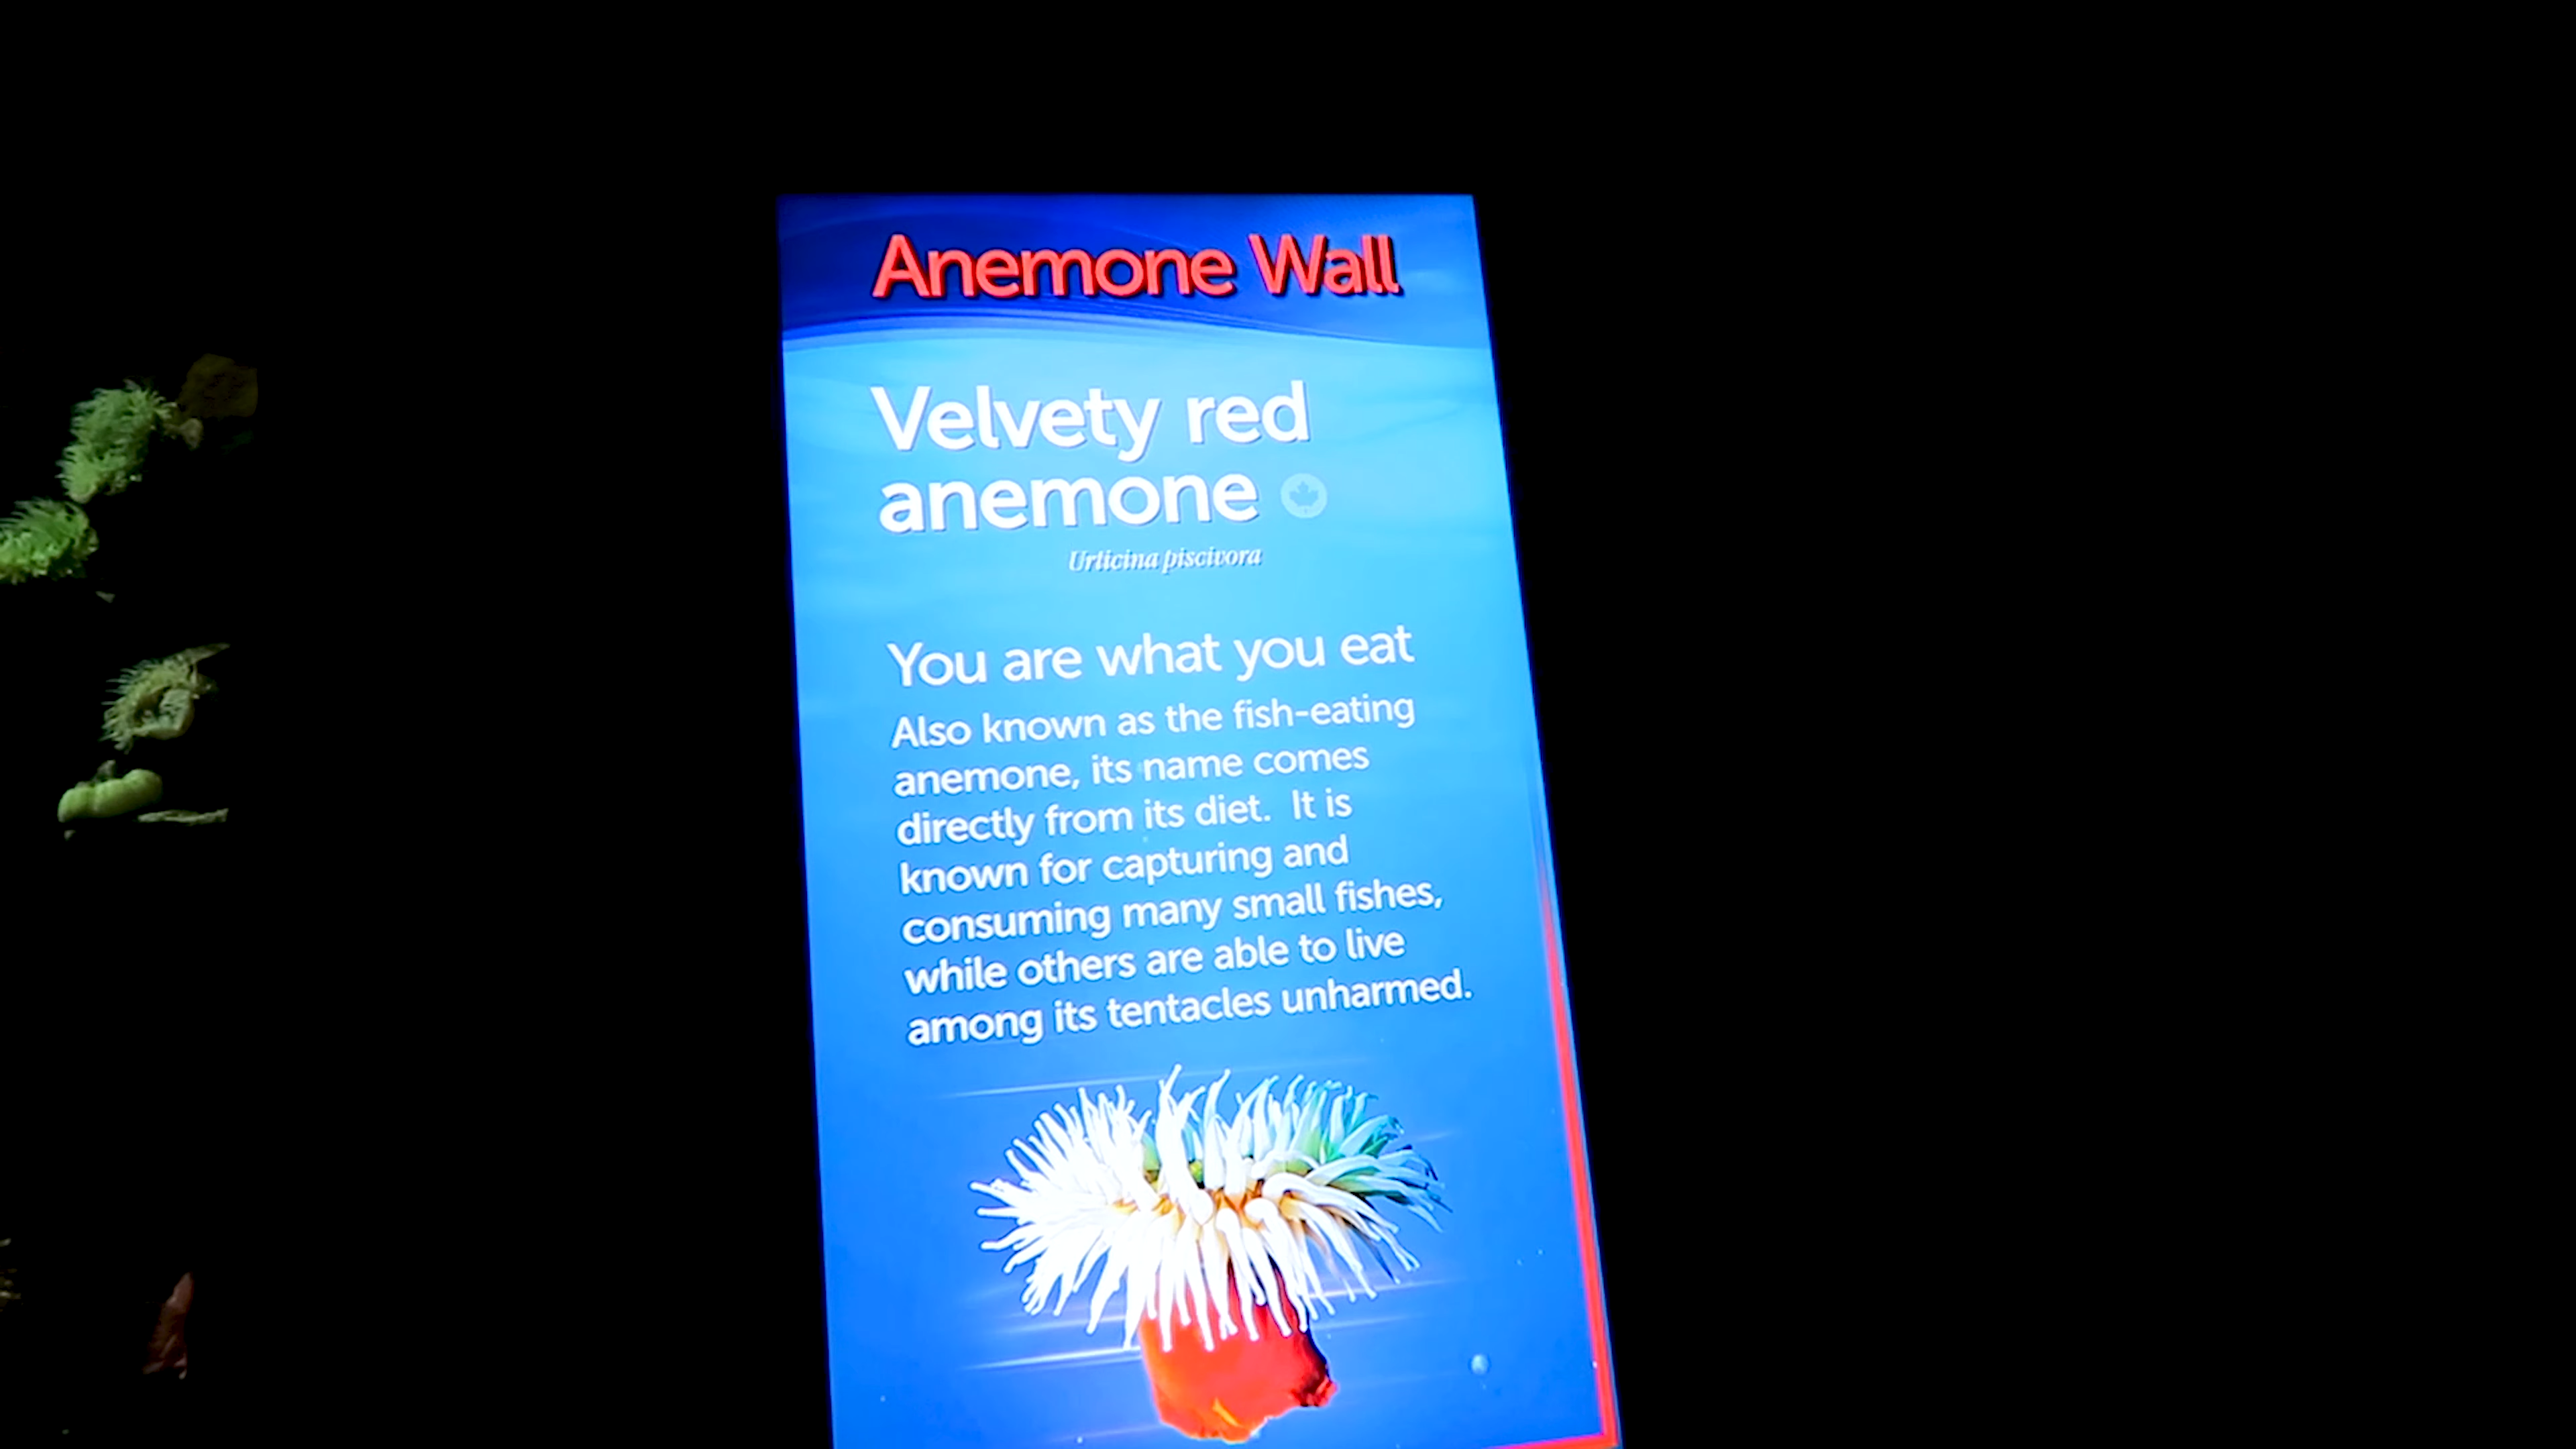 Anemone Wall
Velvety red
anemone
Urticina piscivora
You are what you eat
Also known as the fish-eating
anemone, its name comes
directly from its diet.  It is
known for capturing and
consuming many small fishes,
while others are able to live
among its tentacles unharmed.